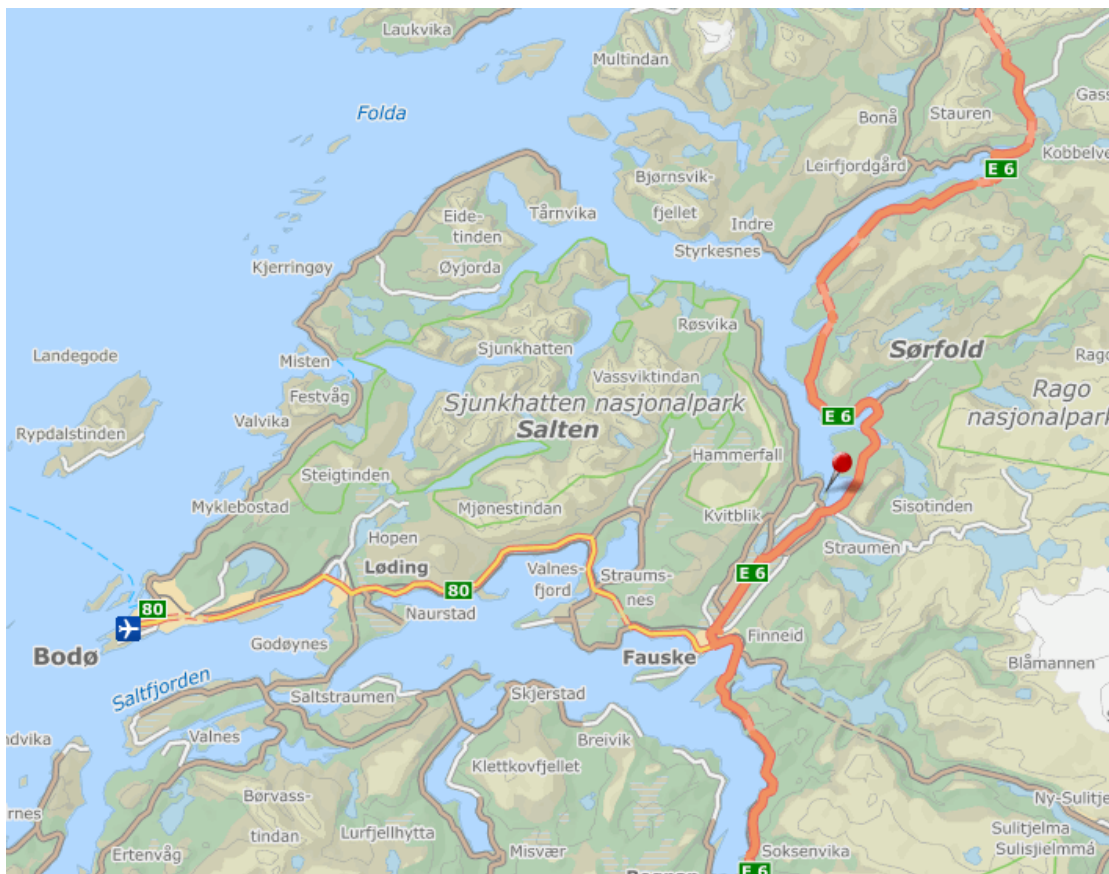 Laukvika
Multindan
Folda
Stauren
Gass
Bonå
Kobbelve
Leirfjordgård
E 6
Bjørnsvik-
fjellet
Eide-
tinden
Tårnvika
Indre
Styrkesnes
Kjerringøy
Øyjorda
Røsvika
Landegode
Misten
Sjunkhatten
Sørfold
Rago
Vassviktindan
Festvåg
Sjunkhatten nasjonalpark
Rago
nasjonalpark
Valvika
Salten
E 6
Rypdalstinden
Hammerfall
Steigtinden
Myklebostad
Mjønestindan
Kvitblik
Sisotinden
Hopen
Straumen
Løding
Valnes-
fjord
Straums-
nes
E 6
80
80
Naurstad
Godøynes
Finneid
Bodø
Fauske
Blåmannen
Saltfjorden
Saltstraumen
Skjerstad
ndvika
Valnes
Breivik
Klettkovfjellet
Børvass-
tindan
Ny-Sulitje
rnes
Lurfjellhytta
Sulitjelma
Sulisjielmmá
Ertenvåg
Misvær
Soksenvika
E 6